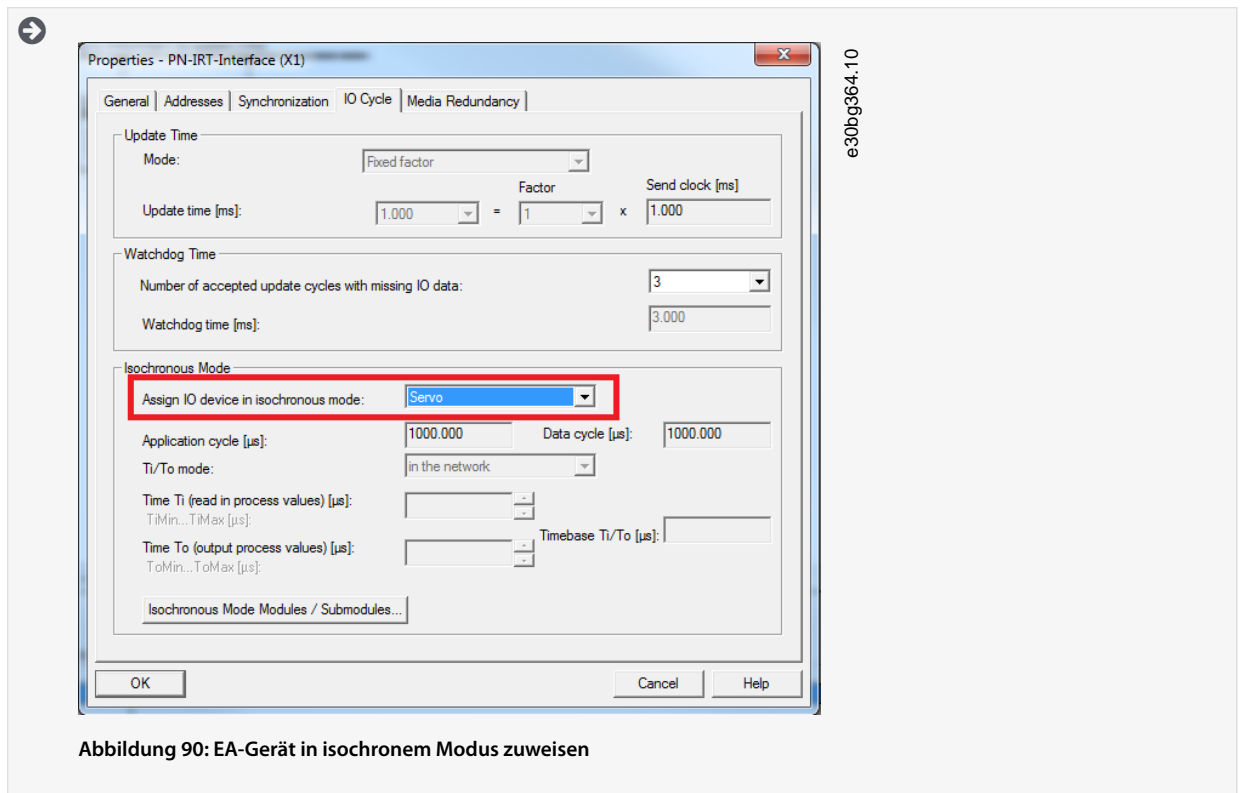 Properties - PN-IRT-Interface (X1)
General Addresses Synchronization IO Cycle Media Redundancy
Update Time
Mode: Fixed factor
Factor Send clock [ms]
Update time [ms]: 1.000 = 1 x 1.000
Watchdog Time
Number of accepted update cycles with missing IO data: 3
Watchdog time [ms]: 3.000
Isochronous Mode
Assign IO device in isochronous mode: Servo
Application cycle [µs]: 1000.000 Data cycle [µs]: 1000.000
Ti/To mode: in the network
Time Ti (read in process values) [µs]:
TiMin...TiMax [µs]:
Timebase Ti/To [µs]:
Time To (output process values) [µs]:
ToMin...ToMax [µs]:
Isochronous Mode Modules / Submodules...
OK Cancel Help
e30bg364.10
Abbildung 90: EA-Gerät in isochronem Modus zuweisen